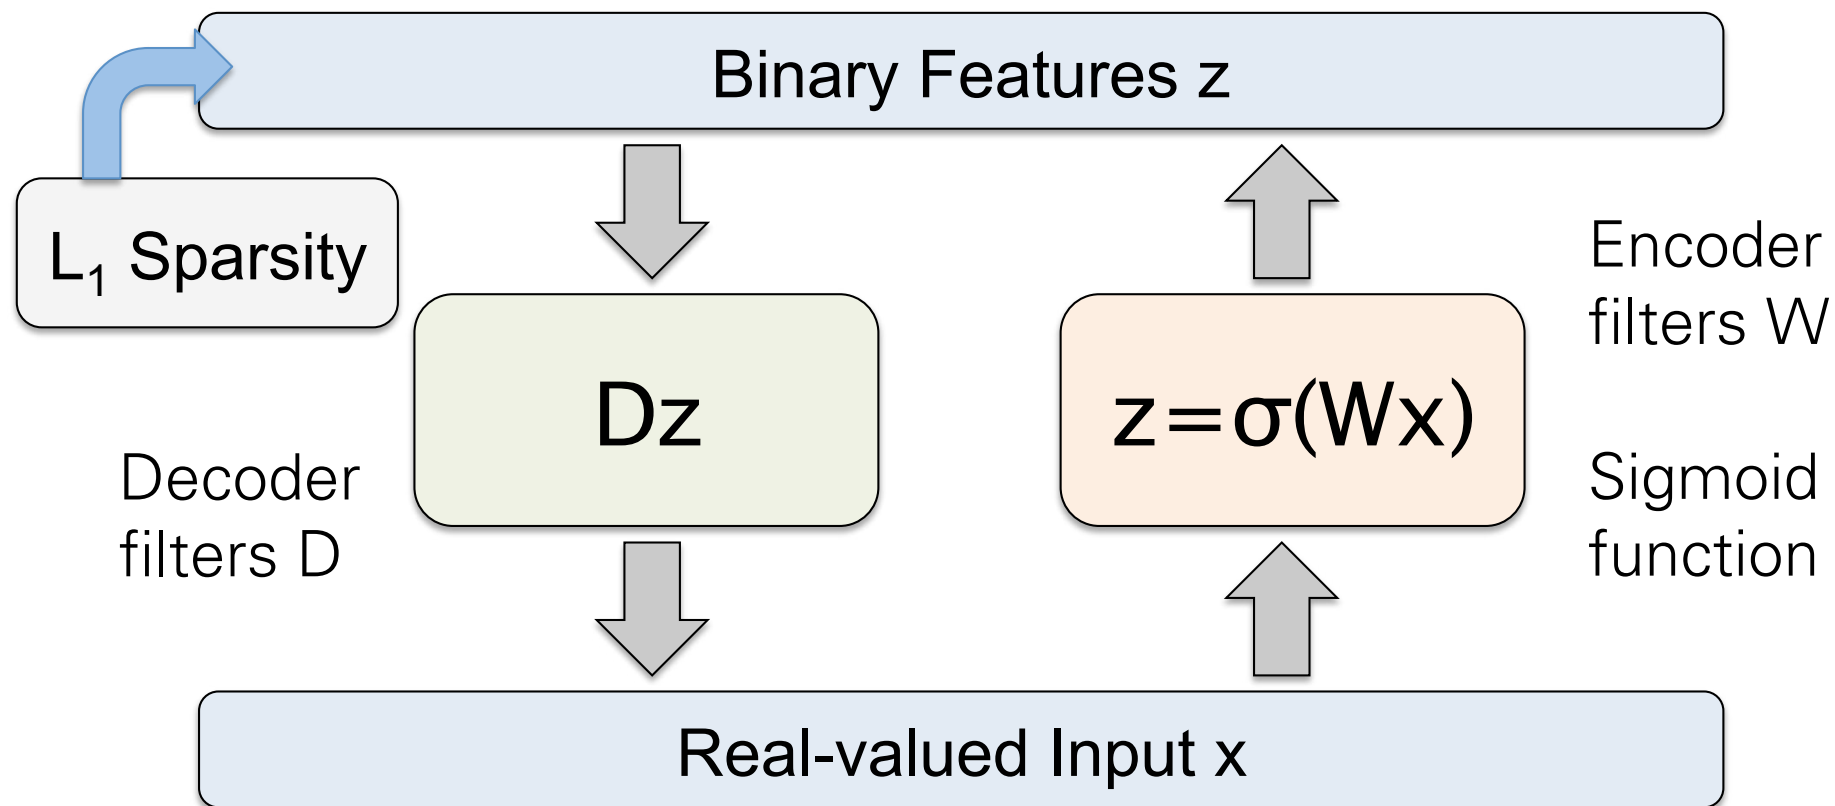 Binary Features z
L₁ Sparsity
Encoder
filters W
Dz
z=σ(Wx)
Decoder
filters D
Sigmoid
function
Real-valued Input x